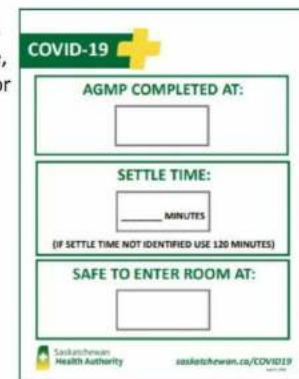 or
COVID-19
AGMP COMPLETED AT:
SETTLE TIME:
______ MINUTES
(IF SETTLE TIME NOT IDENTIFIED USE 120 MINUTES)
SAFE TO ENTER ROOM AT:
Saskatchewan
Health Authority
saskatchewan.ca/COVID19